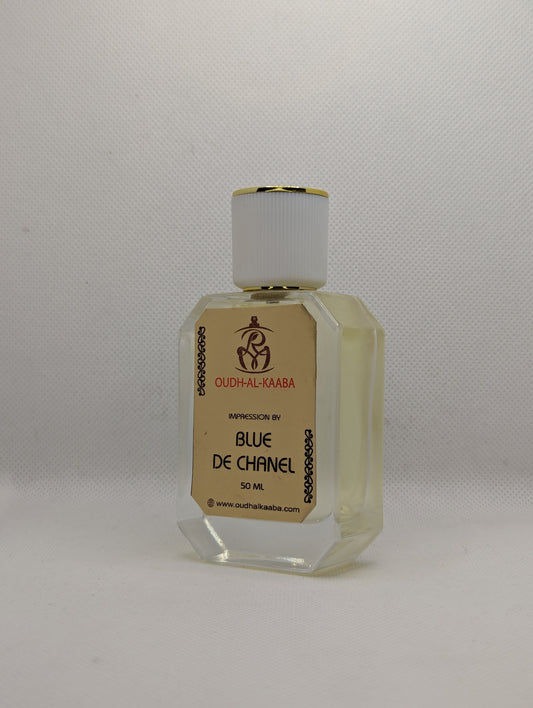 OUDH-AL-KAABA
IMPRESSION BY
BLUE
DE CHANEL
50 ML
www.oudhalkaaba.com